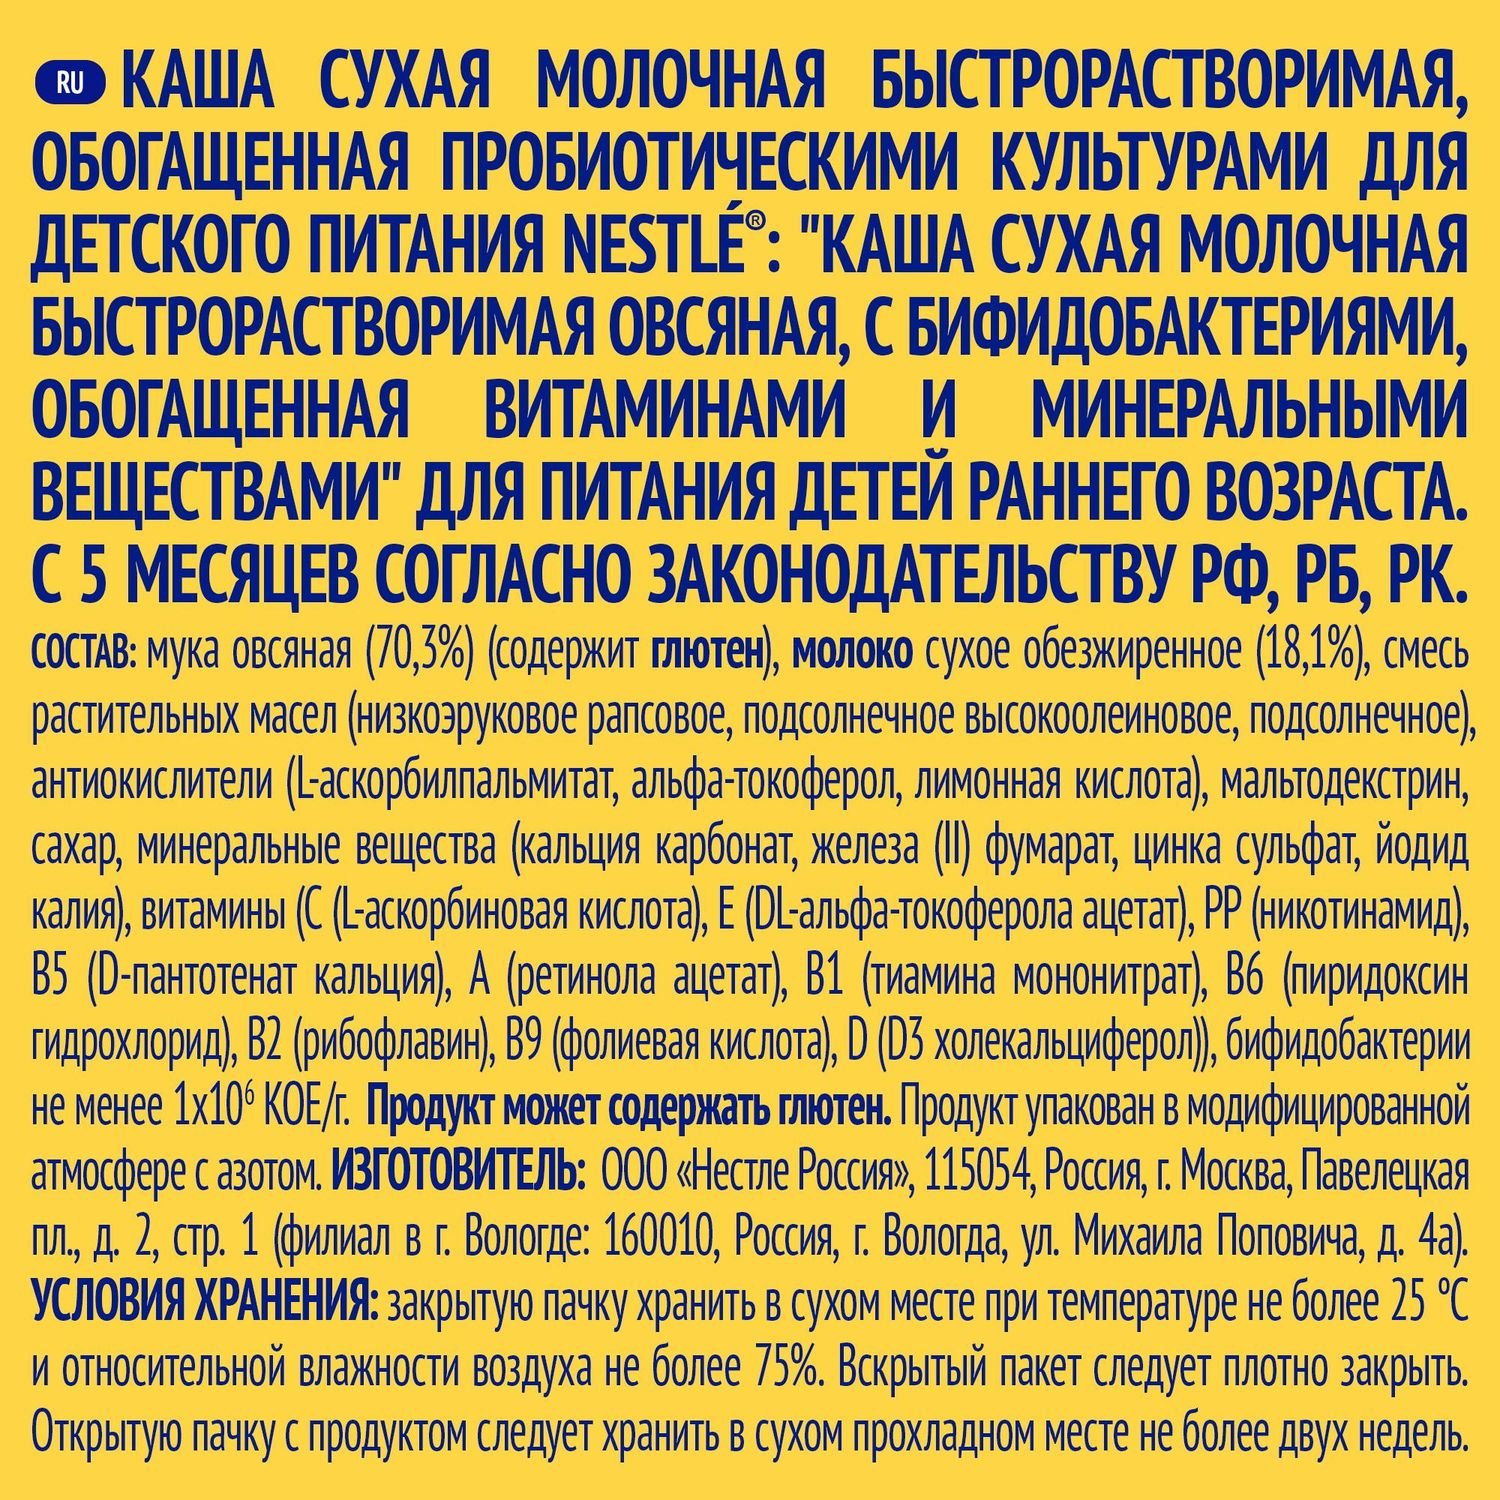 RU КАША СУХАЯ МОЛОЧНАЯ БЫСТРОРАСТВОРИМАЯ,
ОБОГАЩЕННАЯ ПРОБИОТИЧЕСКИМИ КУЛЬТУРАМИ ДЛЯ
ДЕТСКОГО ПИТАНИЯ NESTLÉ®: "КАША СУХАЯ МОЛОЧНАЯ
БЫСТРОРАСТВОРИМАЯ ОВСЯНАЯ, С БИФИДОБАКТЕРИЯМИ,
ОБОГАЩЕННАЯ ВИТАМИНАМИ И МИНЕРАЛЬНЫМИ
ВЕЩЕСТВАМИ" ДЛЯ ПИТАНИЯ ДЕТЕЙ РАННЕГО ВОЗРАСТА.
С 5 МЕСЯЦЕВ СОГЛАСНО ЗАКОНОДАТЕЛЬСТВУ РФ, РБ, РК.
СОСТАВ: мука овсяная (70,3%) (содержит глютен), молоко сухое обезжиренное (18,1%), смесь
растительных масел (низкоэруковое рапсовое, подсолнечное высокоолеиновое, подсолнечное),
антиокислители (L-аскорбилпальмитат, альфа-токоферол, лимонная кислота), мальтодекстрин,
сахар, минеральные вещества (кальция карбонат, железа (II) фумарат, цинка сульфат, йодид
калия), витамины (C (L-аскорбиновая кислота), E (DL-альфа-токоферола ацетат), PP (никотинамид),
B5 (D-пантотенат кальция), A (ретинола ацетат), B1 (тиамина мононитрат), B6 (пиридоксин
гидрохлорид), B2 (рибофлавин), B9 (фолиевая кислота), D (D3 холекальциферол)), бифидобактерии
не менее 1x10⁶ КОЕ/г. Продукт может содержать глютен. Продукт упакован в модифицированной
атмосфере с азотом. ИЗГОТОВИТЕЛЬ: ООО «Нестле Россия», 115054, Россия, г. Москва, Павелецкая
пл., д. 2, стр. 1 (филиал в г. Вологде: 160010, Россия, г. Вологда, ул. Михаила Поповича, д. 4а).
УСЛОВИЯ ХРАНЕНИЯ: закрытую пачку хранить в сухом месте при температуре не более 25 °C
и относительной влажности воздуха не более 75%. Вскрытый пакет следует плотно закрыть.
Открытую пачку с продуктом следует хранить в сухом прохладном месте не более двух недель.